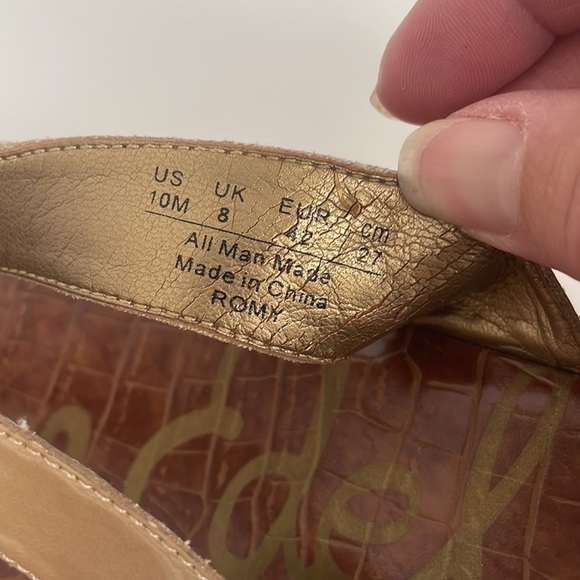 US UK EUR cm
10M 8 42 27
All Man Made
Made in China
ROMY